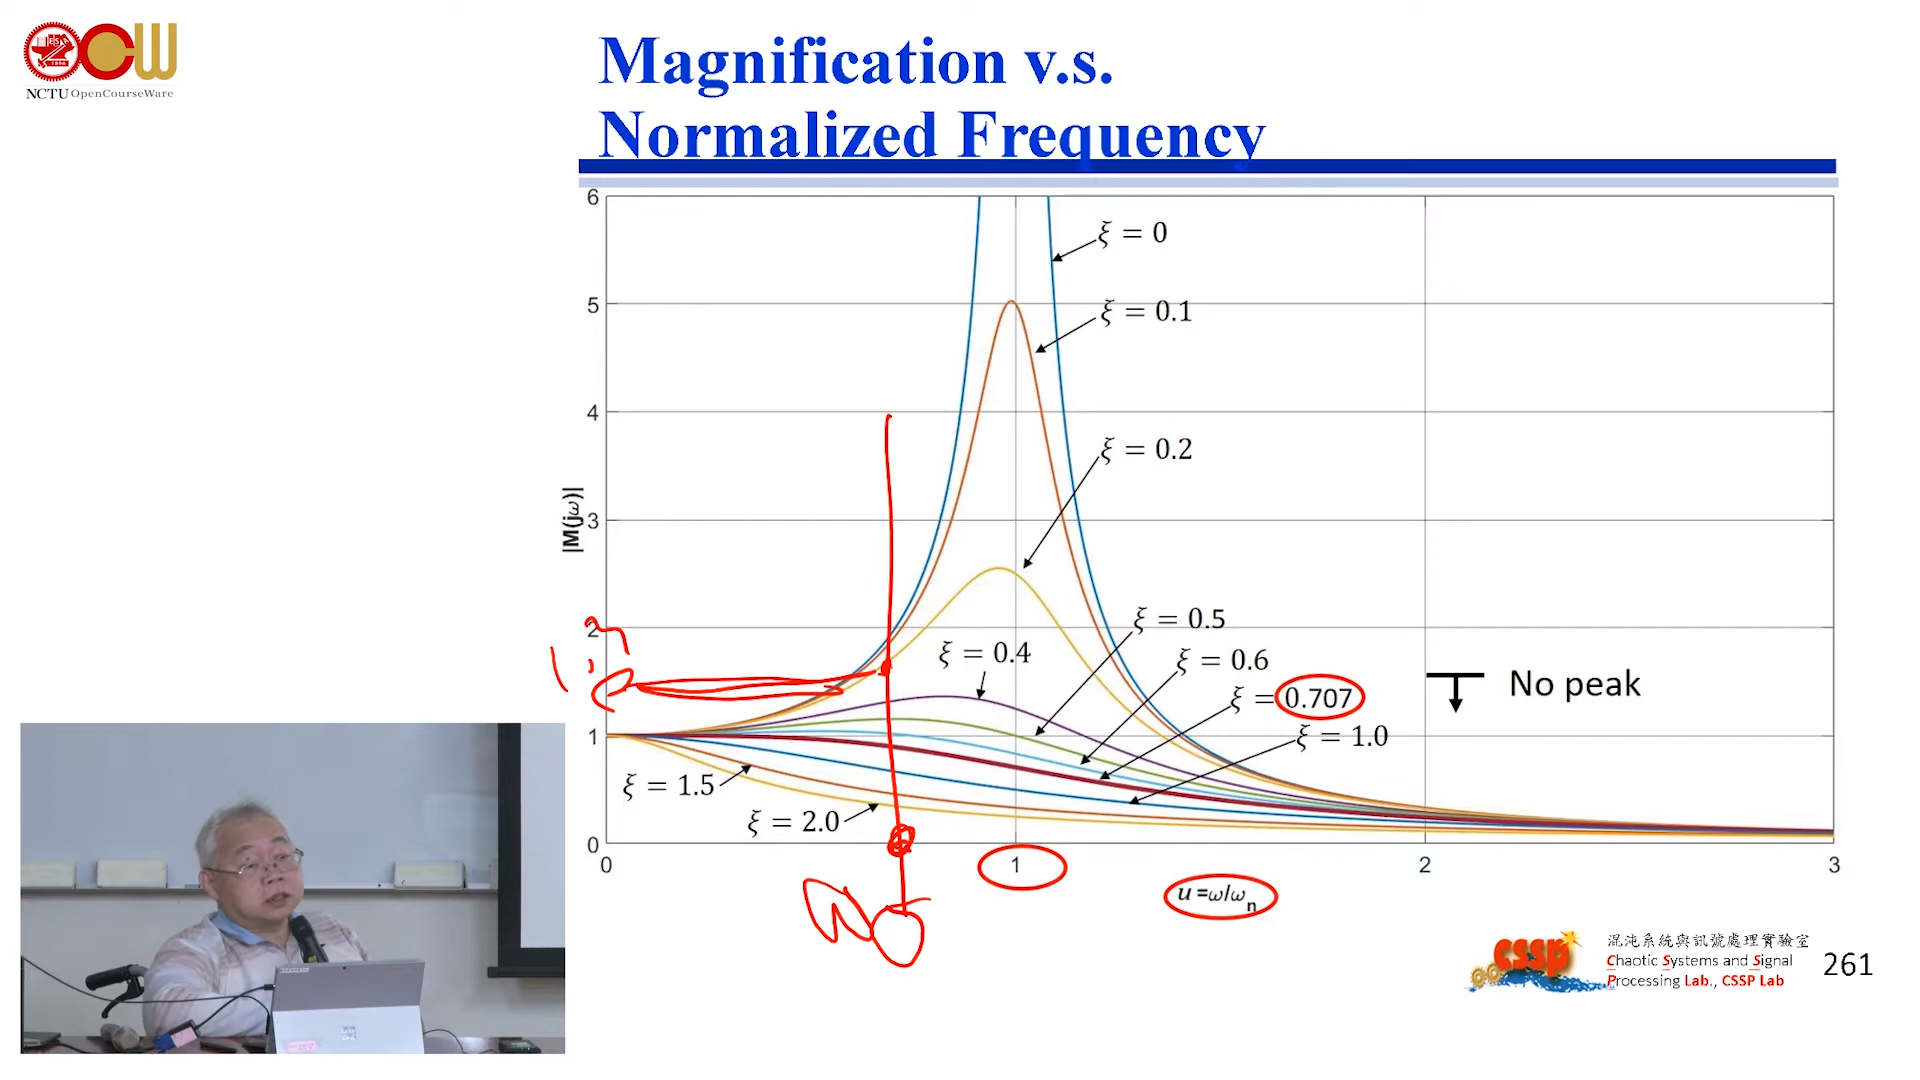 OCW
NCTU OpenCourseWare
Magnification v.s.
Normalized Frequency
6
5
4
3
2
1
0
|M(jω)|
ξ = 0
ξ = 0.1
ξ = 0.2
ξ = 0.5
ξ = 0.4
ξ = 0.6
ξ = 0.707
ξ = 1.0
ξ = 1.5
ξ = 2.0
No peak
0
1
2
3
u =ω/ωn
CSSP
混沌系統與訊號處理實驗室
Chaotic Systems and Signal
Processing Lab., CSSP Lab
261